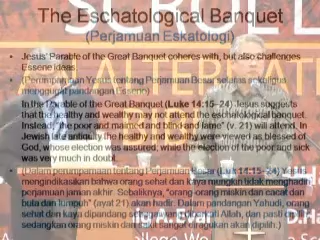 The Eschatological Banquet
(Perjamuan Eskatologi)
Jesus' Parable of the Great Banquet coheres with, but also challenges
Essene ideas.
(Perumpamaan Yesus tentang Perjamuan Besar selaras sekaligus
menggugat pandangan Essene)
In the Parable of the Great Banquet (Luke 14:15-24) Jesus suggests
that the healthy and wealthy may not attend the eschatological banquet.
Instead, "the poor and maimed and blind and lame" (v. 21) will attend. In
Jewish late antiquity the healthy and wealthy were viewed as blessed of
God, whose election was assured, while the election of the poor and sick
was very much in doubt.
(Dalam perumpamaan tentang Perjamuan Besar (Luk 14:15-24) Yesus
mengindikasikan bahwa orang sehat dan kaya mungkin tidak menghadiri
perjamuan jaman akhir. Sebaliknya, "orang-orang miskin dan cacat dan
buta dan lumpuh" (ayat 21) akan hadir. Dalam pandangan Yahudi, orang
sehat dan kaya dipandang sebagai Allah, dan pasti dipilih,
sedangkan orang miskin dan sakit sangat diragukan akan dipilih.)